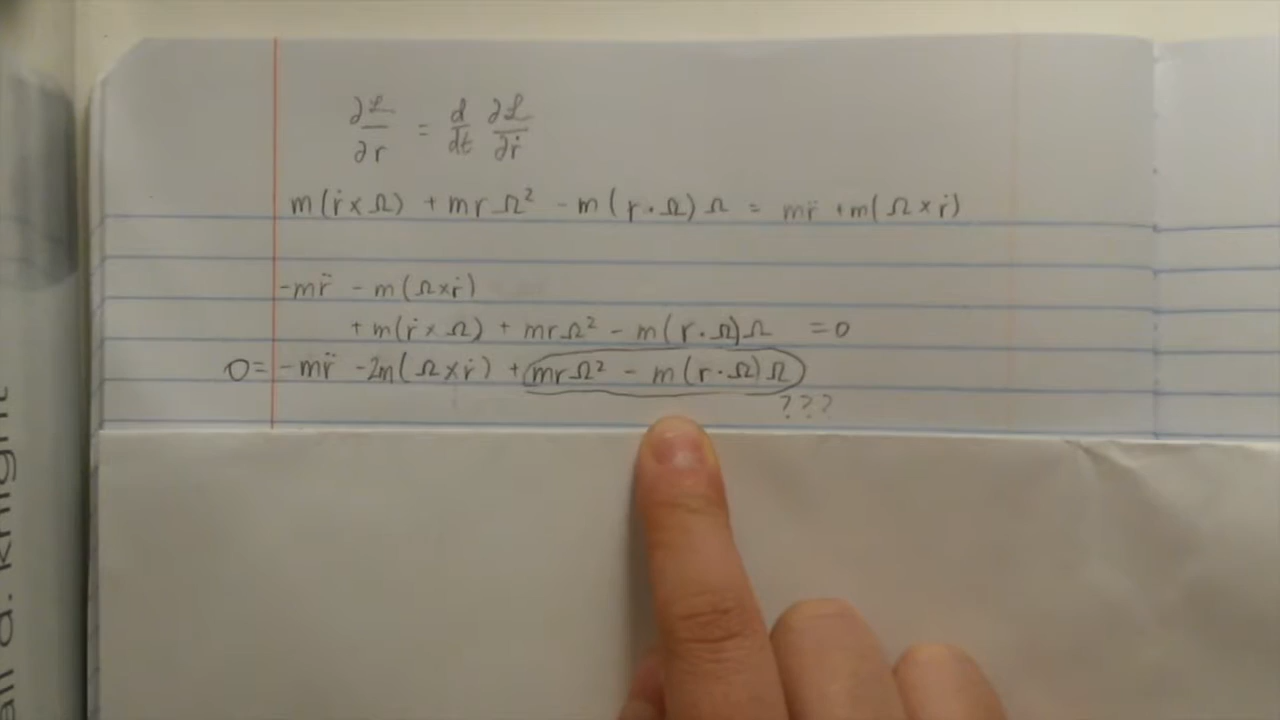 ∂ℒ/∂r = d/dt ∂ℒ/∂ṙ
m(ṙ×Ω) + mrΩ² - m(r·Ω)Ω = mr̈ + m(Ω×ṙ)
-mr̈ - m(Ω×ṙ)
+ m(ṙ×Ω) + mrΩ² - m(r·Ω)Ω = 0
0 = -mr̈ - 2m(Ω×ṙ) + mrΩ² - m(r·Ω)Ω
???